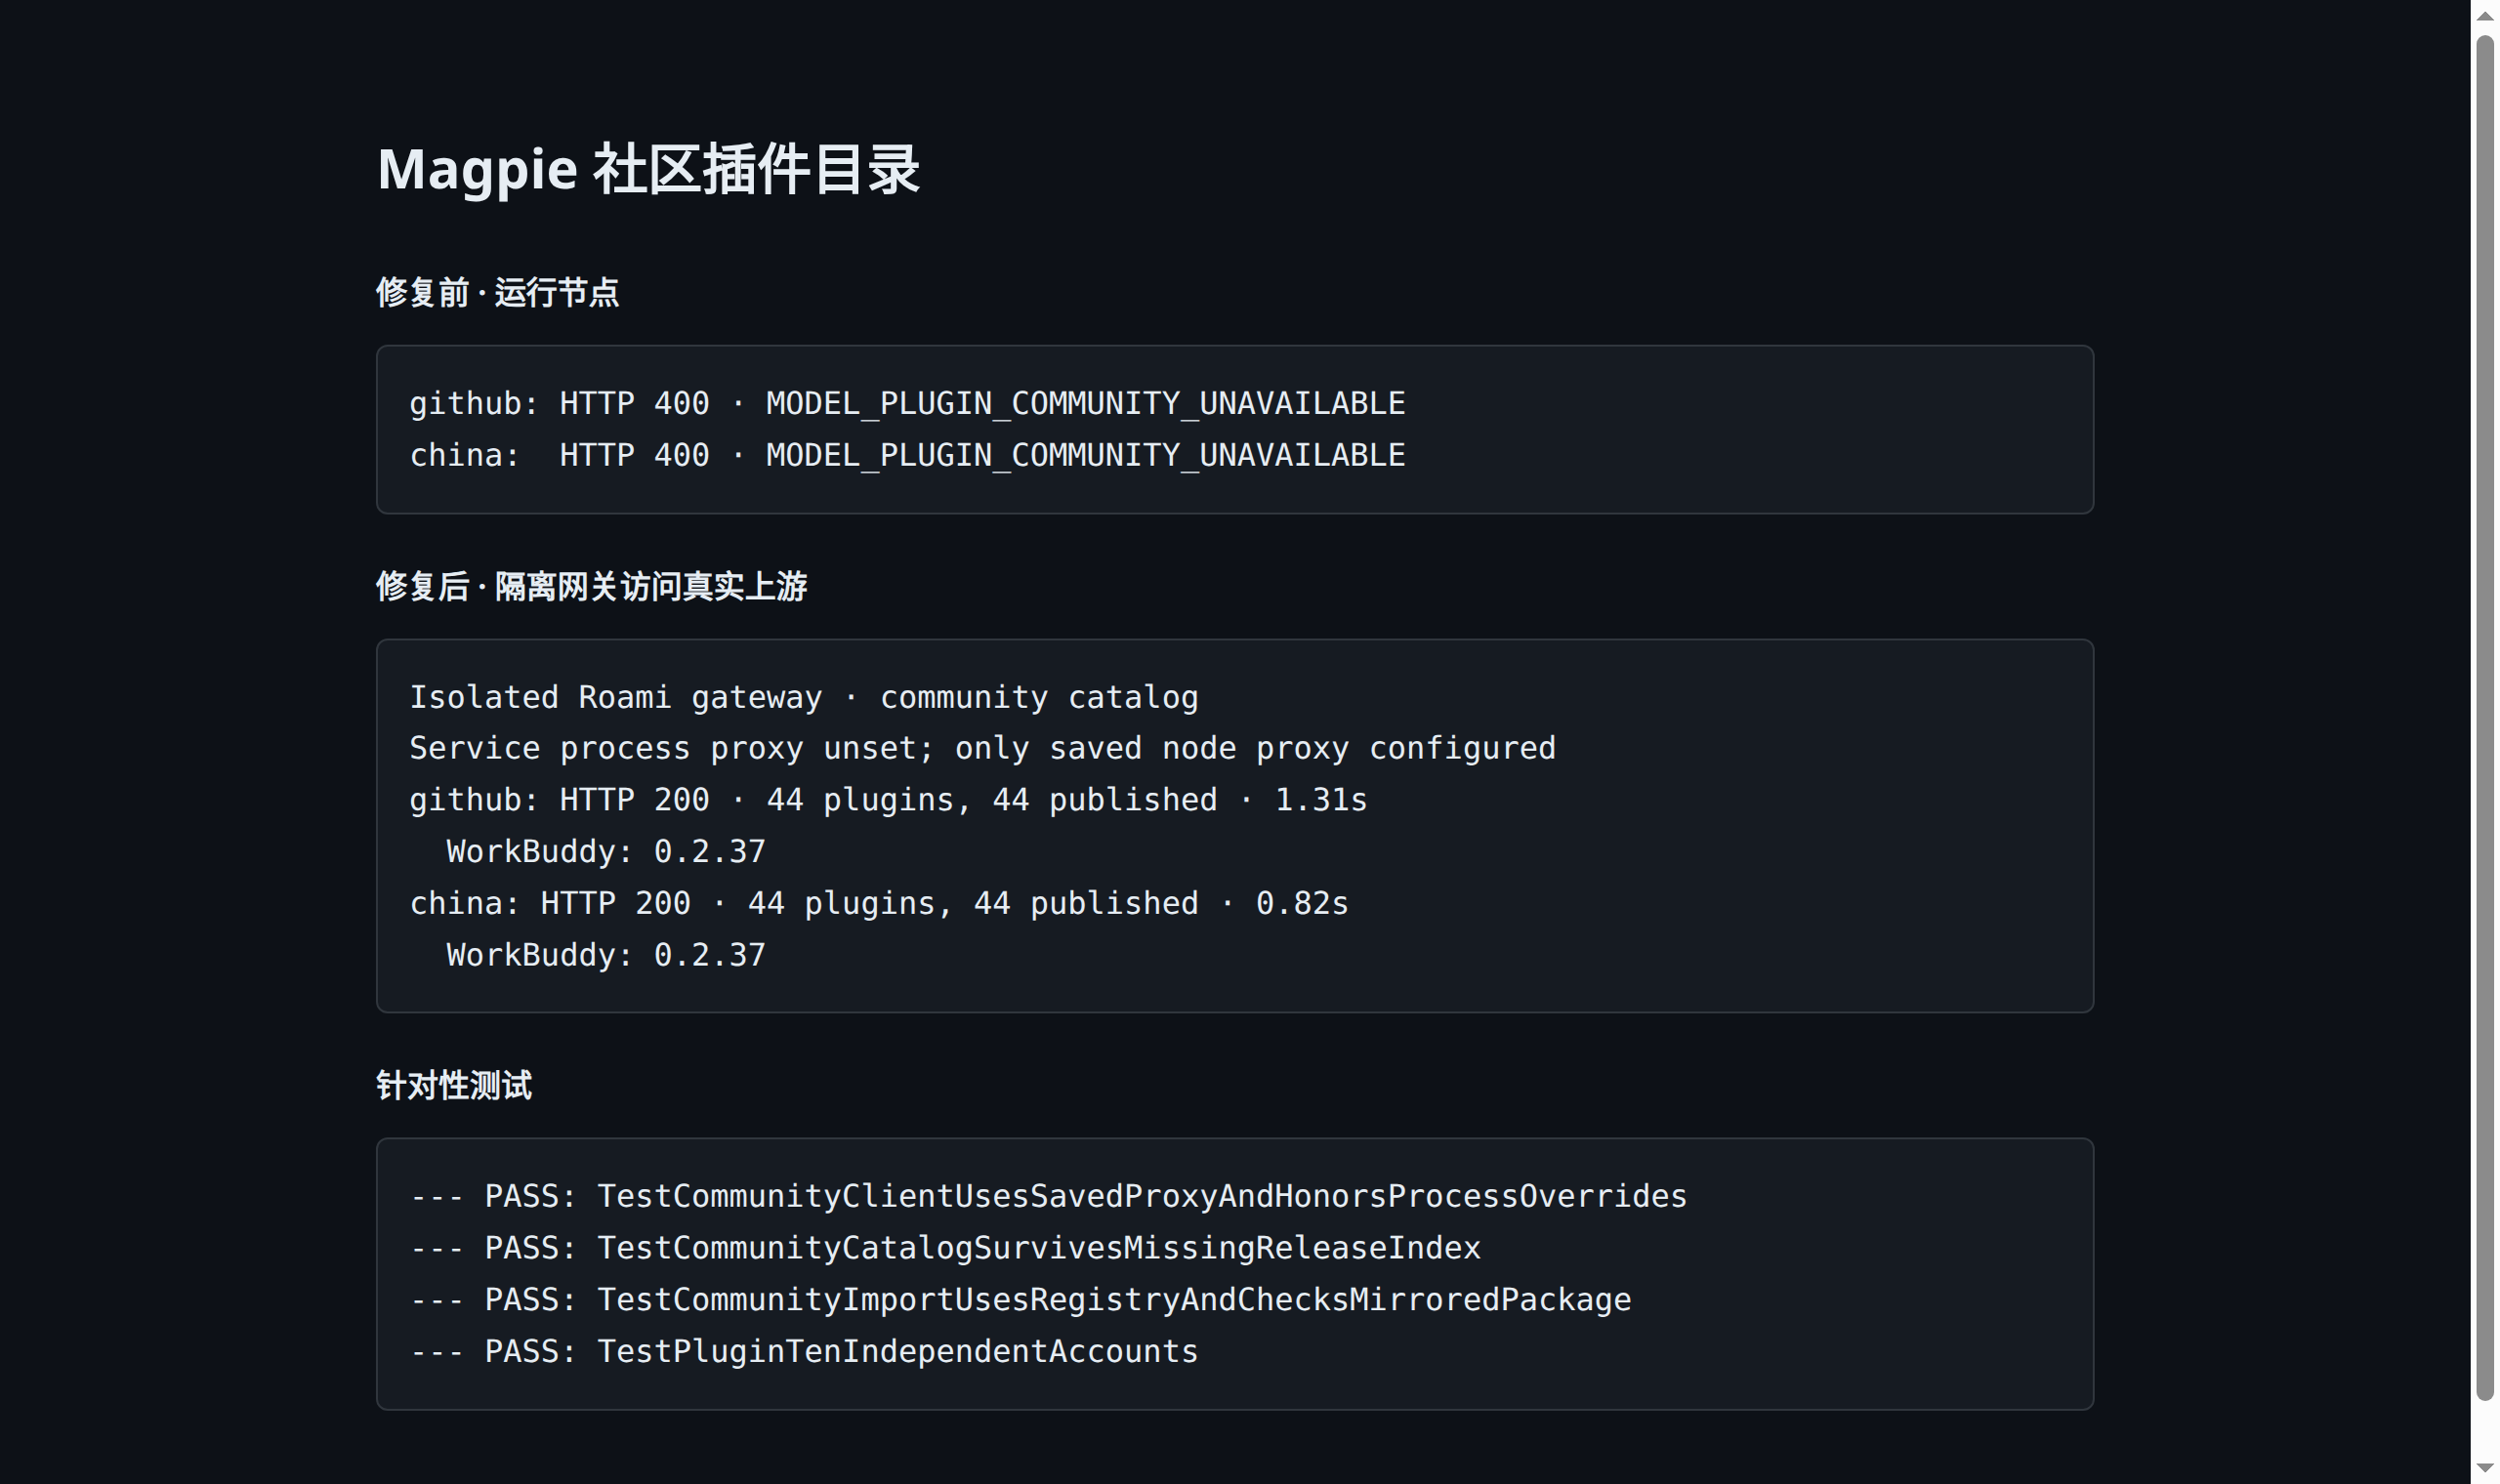 Magpie 社区插件目录
修复前 · 运行节点
github: HTTP 400 · MODEL_PLUGIN_COMMUNITY_UNAVAILABLE
china:  HTTP 400 · MODEL_PLUGIN_COMMUNITY_UNAVAILABLE
修复后 · 隔离网关访问真实上游
Isolated Roami gateway · community catalog
Service process proxy unset; only saved node proxy configured
github: HTTP 200 · 44 plugins, 44 published · 1.31s
  WorkBuddy: 0.2.37
china: HTTP 200 · 44 plugins, 44 published · 0.82s
  WorkBuddy: 0.2.37
针对性测试
--- PASS: TestCommunityClientUsesSavedProxyAndHonorsProcessOverrides
--- PASS: TestCommunityCatalogSurvivesMissingReleaseIndex
--- PASS: TestCommunityImportUsesRegistryAndChecksMirroredPackage
--- PASS: TestPluginTenIndependentAccounts